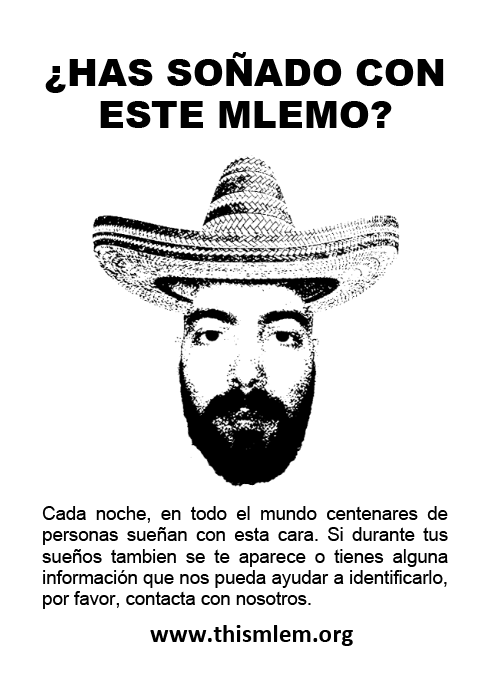 ¿HAS SOÑADO CON
ESTE MLEMO?
Cada noche, en todo el mundo centenares de
personas sueñan con esta cara. Si durante tus
sueños tambien se te aparece o tienes alguna
información que nos pueda ayudar a identificarlo,
por favor, contacta con nosotros.
www.thismlem.org